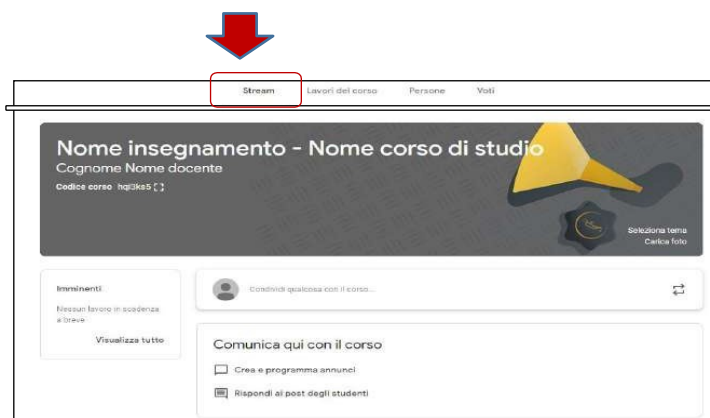 Stream Lavori del corso Persone Voti
Nome insegnamento - Nome corso di studio
Cognome Nome docente
Codice corso hql3ks5
Seleziona tema
Carica foto
Imminenti
Nessun lavoro in scadenza
a breve
Visualizza tutto
Condividi qualcosa con il corso...
Comunica qui con il corso
Crea e programma annunci
Rispondi ai post degli studenti